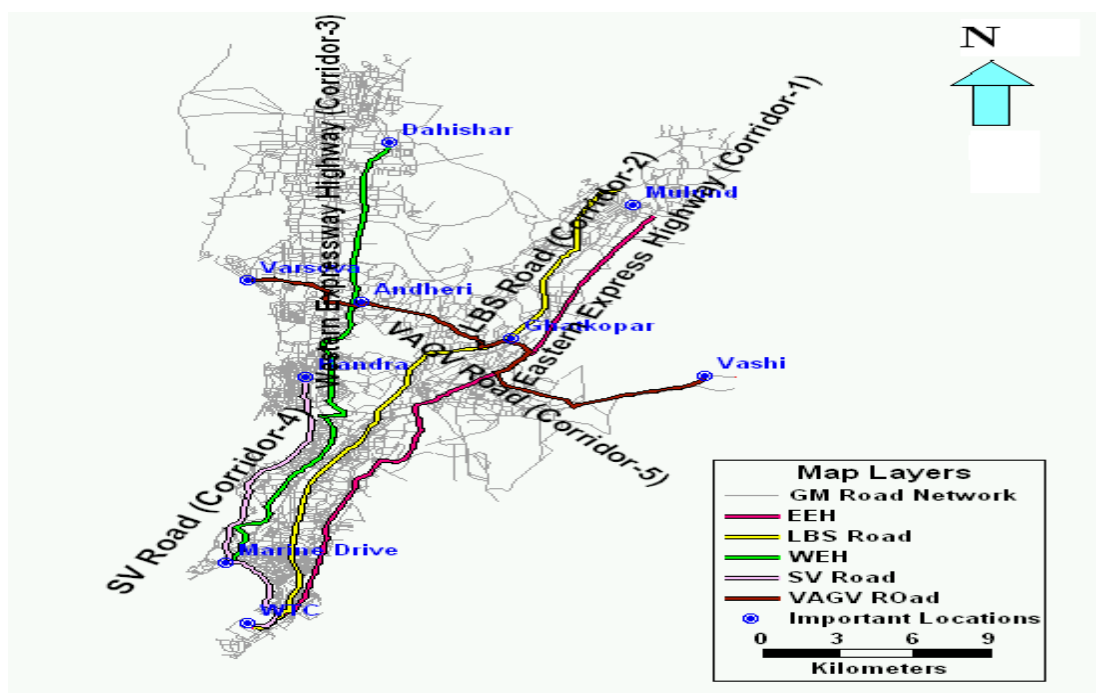 N
Western Expressway Highway (Corridor-3)
Dahishar
Eastern Express Highway (Corridor-1)
LBS Road (Corridor-2)
Mulund
Varsova
Andheri
Ghatkopar
VAGV Road (Corridor-5)
Bandra
Vashi
SV Road (Corridor-4)
Marine Drive
WTC
Map Layers
GM Road Network
EEH
LBS Road
WEH
SV Road
VAGV ROad
Important Locations
0 3 6 9
Kilometers